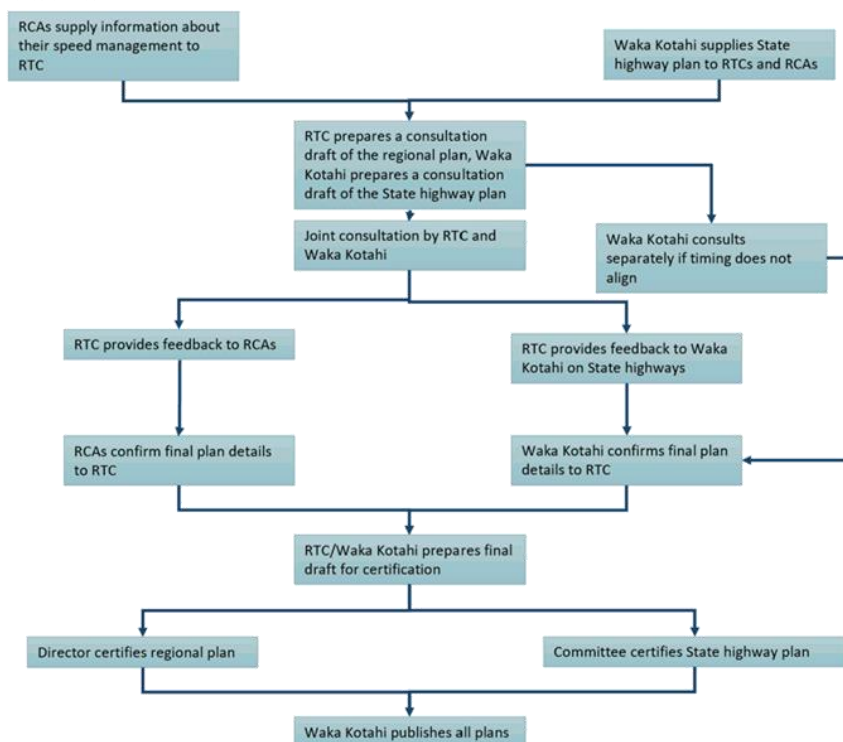 RCAs supply information about
their speed management to
RTC
Waka Kotahi supplies State
highway plan to RTCs and RCAs
RTC prepares a consultation
draft of the regional plan, Waka
Kotahi prepares a consultation
draft of the State highway plan
Joint consultation by RTC and
Waka Kotahi
Waka Kotahi consults
separately if timing does not
align
RTC provides feedback to RCAs
RTC provides feedback to Waka
Kotahi on State highways
RCAs confirm final plan details
to RTC
Waka Kotahi confirms final plan
details to RTC
RTC/Waka Kotahi prepares final
draft for certification
Director certifies regional plan
Committee certifies State highway plan
Waka Kotahi publishes all plans